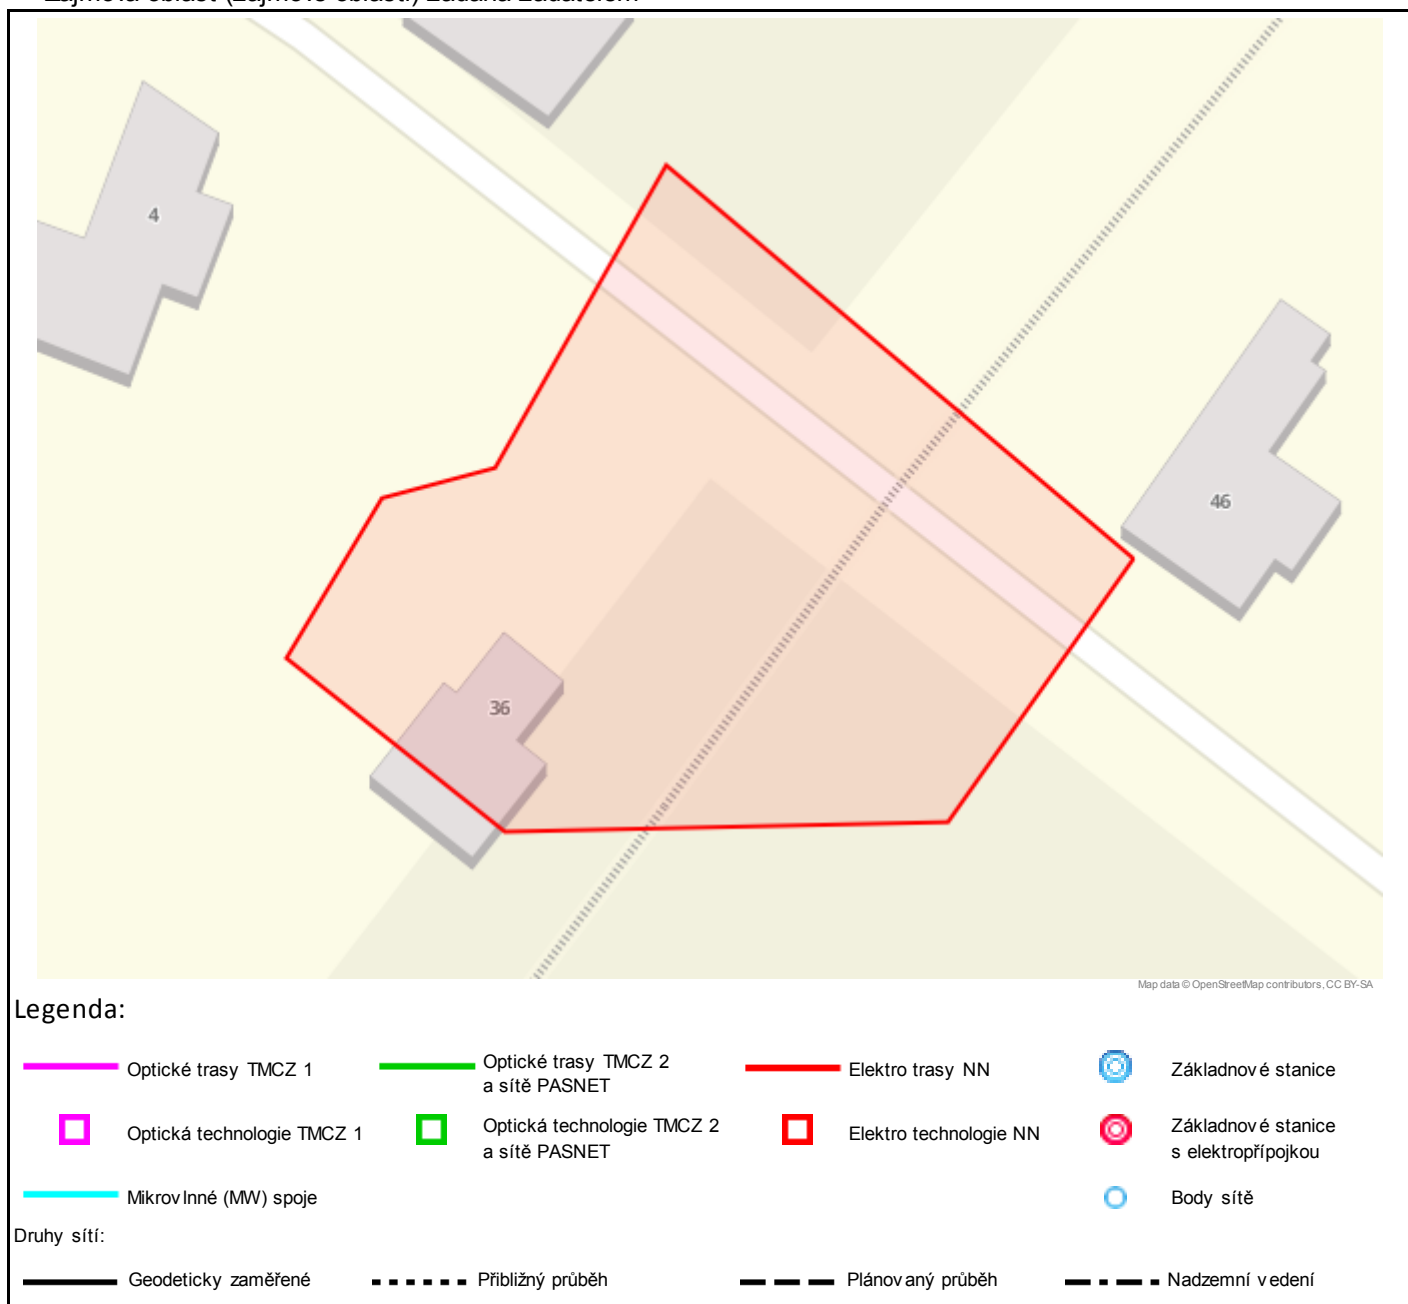 4
46
36
Map data © OpenStreetMap contributors, CC BY-SA
Legenda:
Optické trasy TMCZ 1
Optické trasy TMCZ 2
a sítě PASNET
Elektro trasy NN
Základnové stanice
Optická technologie TMCZ 1
Optická technologie TMCZ 2
a sítě PASNET
Elektro technologie NN
Základnové stanice
s elektropřípojkou
Mikrovlnné (MW) spoje
Body sítě
Druhy sítí:
Geodeticky zaměřené
Přibližný průběh
Plánovaný průběh
Nadzemní vedení